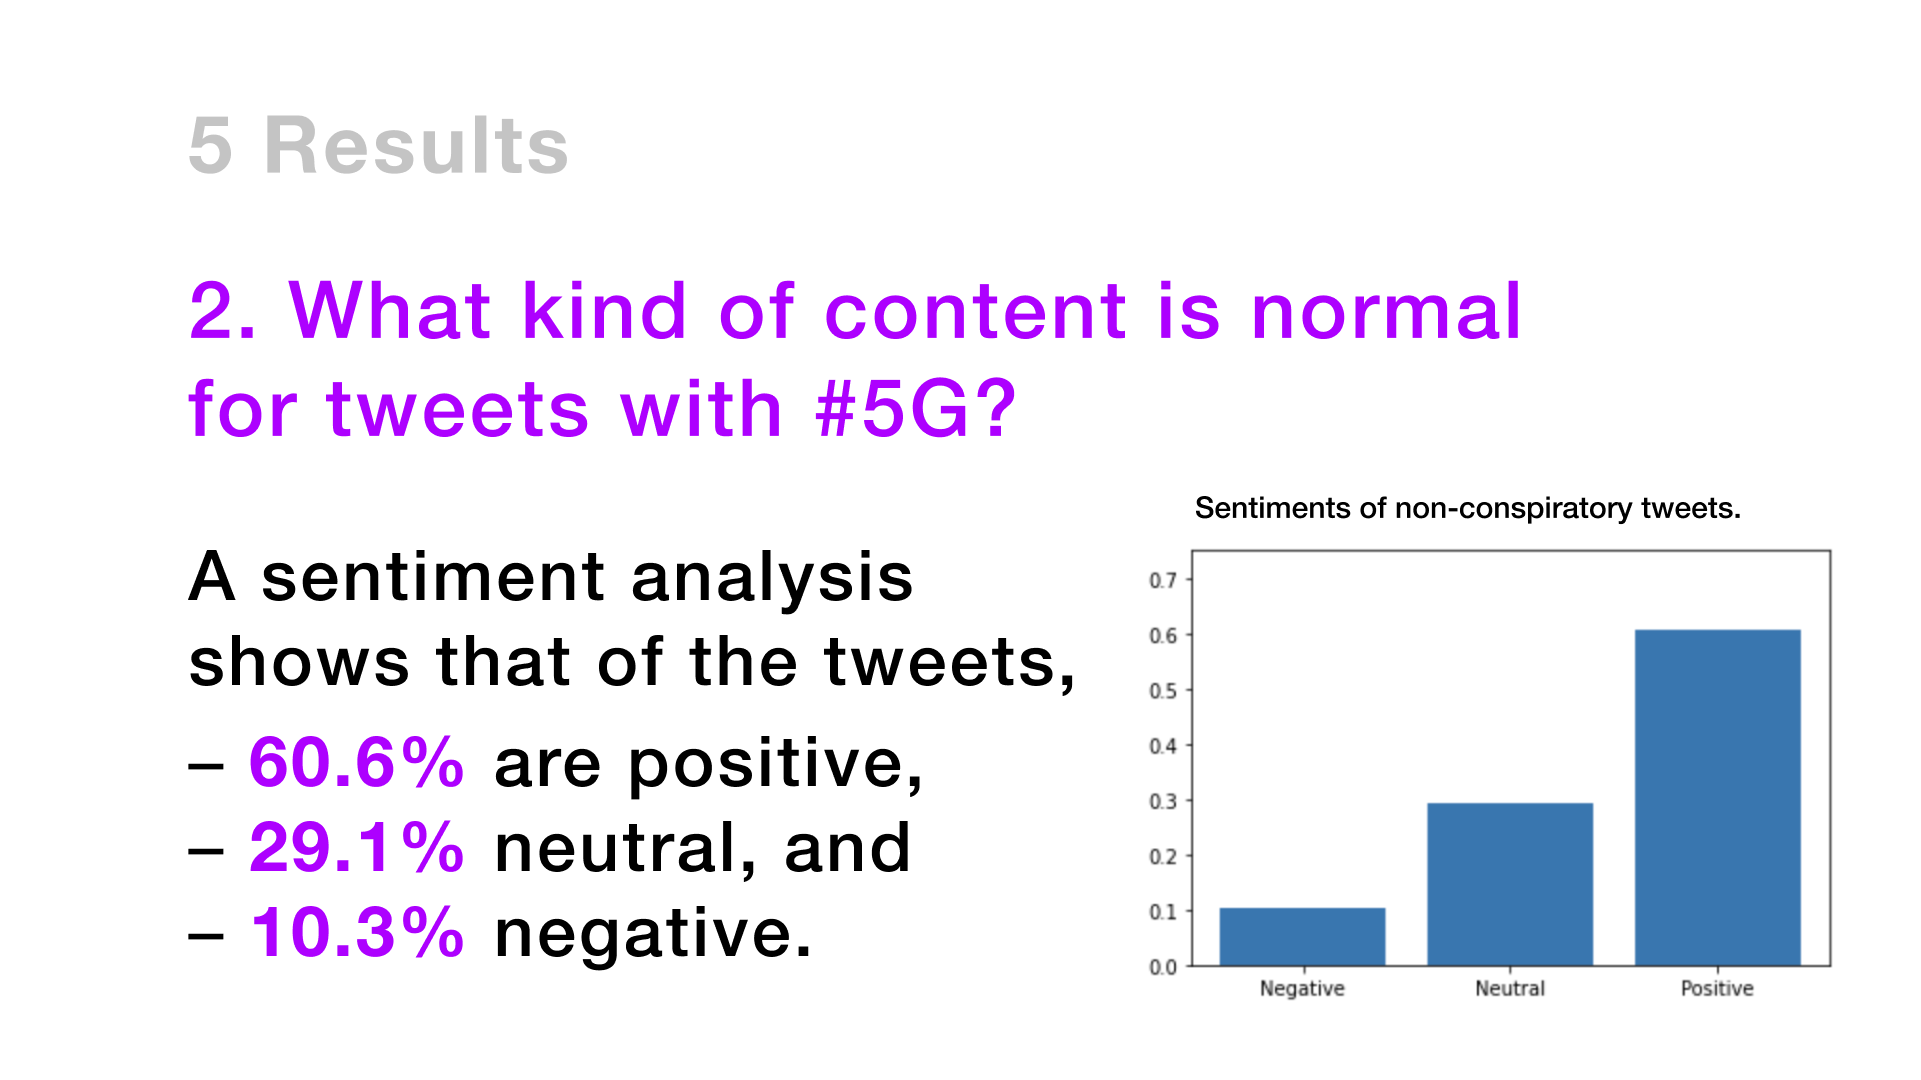 5 Results
2. What kind of content is normal
for tweets with #5G?
A sentiment analysis
shows that of the tweets,
– 60.6% are positive,
– 29.1% neutral, and
– 10.3% negative.
Sentiments of non-conspiratory tweets.
0.7
0.6
0.5
0.4
0.3
0.2
0.1
0.0
Negative Neutral Positive